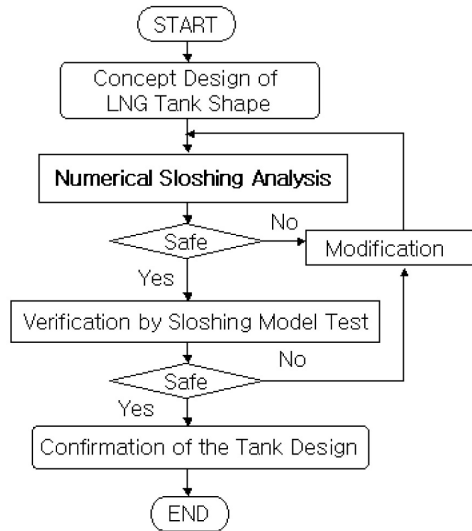 START
Concept Design of
LNG Tank Shape
Numerical Sloshing Analysis
Safe
No
Modification
Yes
Verification by Sloshing Model Test
Safe
No
Yes
Confirmation of the Tank Design
END